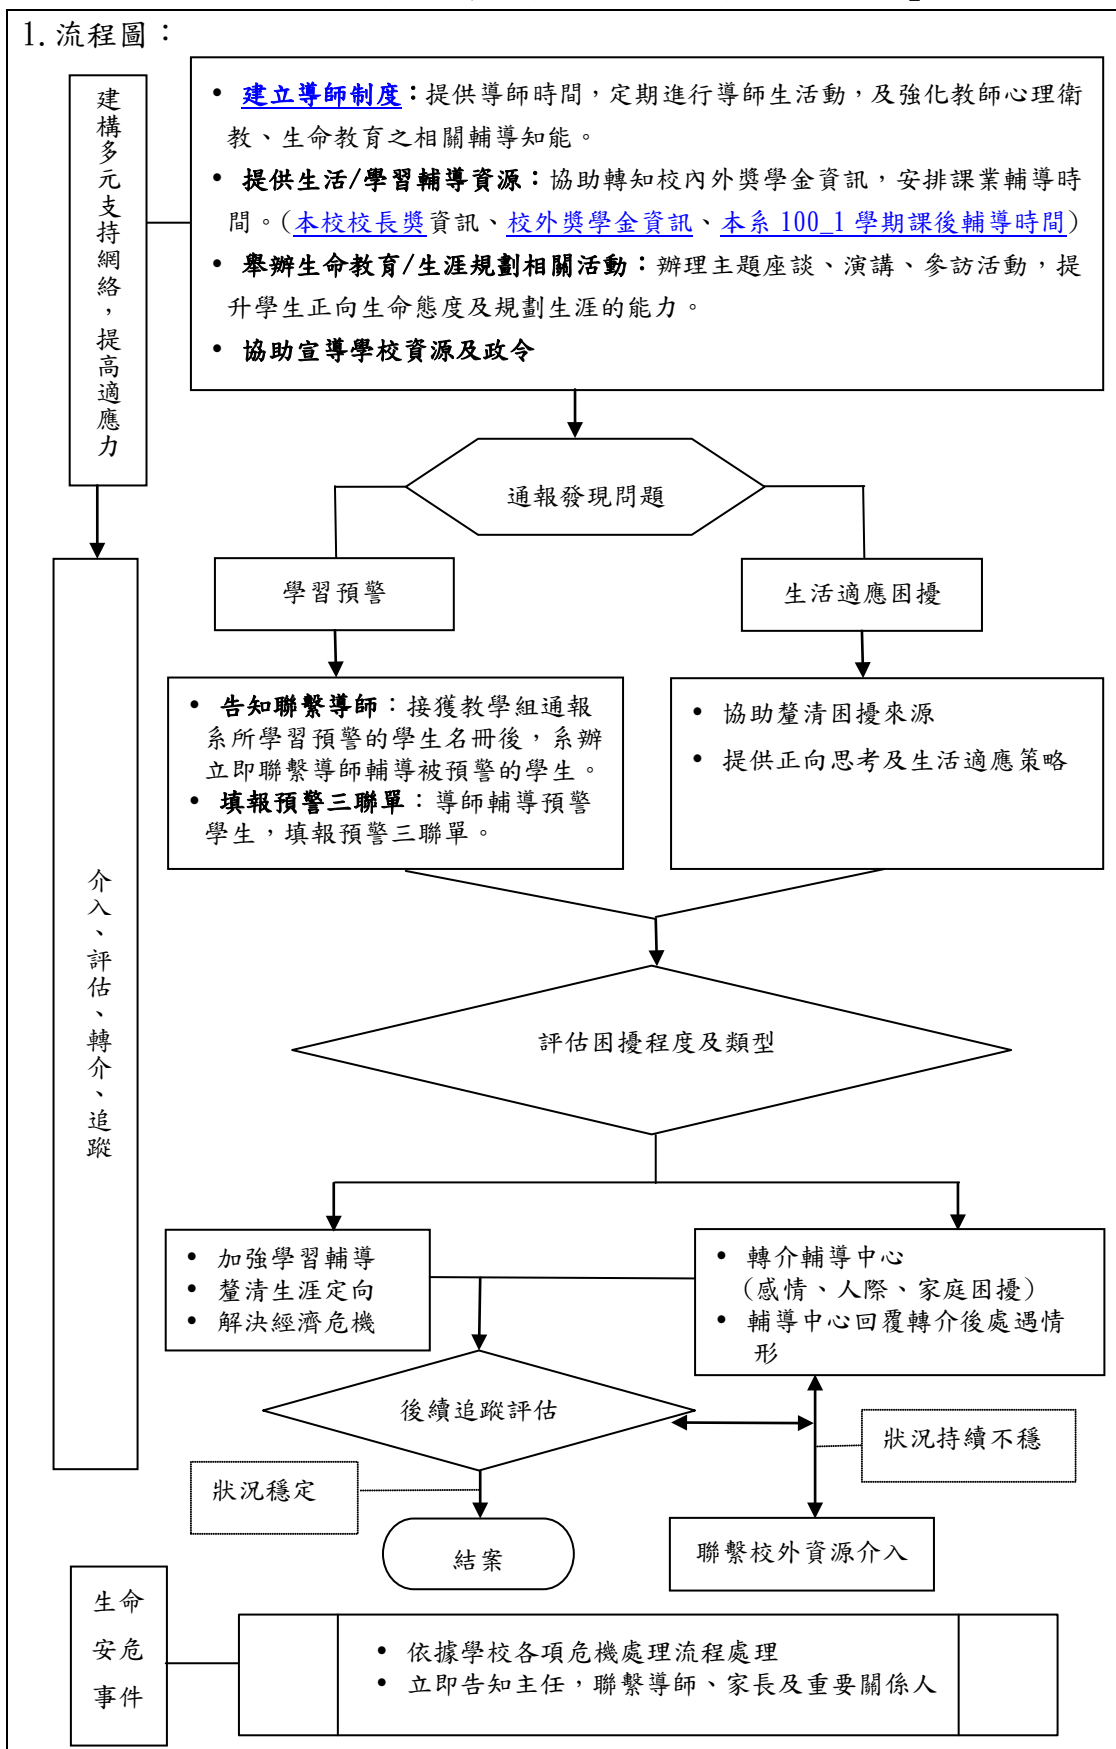 1.流程圖：
建構多元支持網絡，提高適應力
• 建立導師制度：提供導師時間，定期進行導師生活動，及強化教師心理衛
教、生命教育之相關輔導知能。
• 提供生活/學習輔導資源：協助轉知校內外獎學金資訊，安排課業輔導時
間。(本校校長獎資訊、校外獎學金資訊、本系 100_1 學期課後輔導時間)
• 舉辦生命教育/生涯規劃相關活動：辦理主題座談、演講、參訪活動，提
升學生正向生命態度及規劃生涯的能力。
• 協助宣導學校資源及政令
通報發現問題
介入、評估、轉介、追蹤
學習預警
生活適應困擾
• 告知聯繫導師：接獲教學組通報
系所學習預警的學生名冊後，系辦
立即聯繫導師輔導被預警的學生。
• 填報預警三聯單：導師輔導預警
學生，填報預警三聯單。
• 協助釐清困擾來源
• 提供正向思考及生活適應策略
評估困擾程度及類型
• 加強學習輔導
• 釐清生涯定向
• 解決經濟危機
• 轉介輔導中心
(感情、人際、家庭困擾)
• 輔導中心回覆轉介後處遇情
形
後續追蹤評估
狀況持續不穩
狀況穩定
結案
聯繫校外資源介入
生命
安危
事件
• 依據學校各項危機處理流程處理
• 立即告知主任，聯繫導師、家長及重要關係人